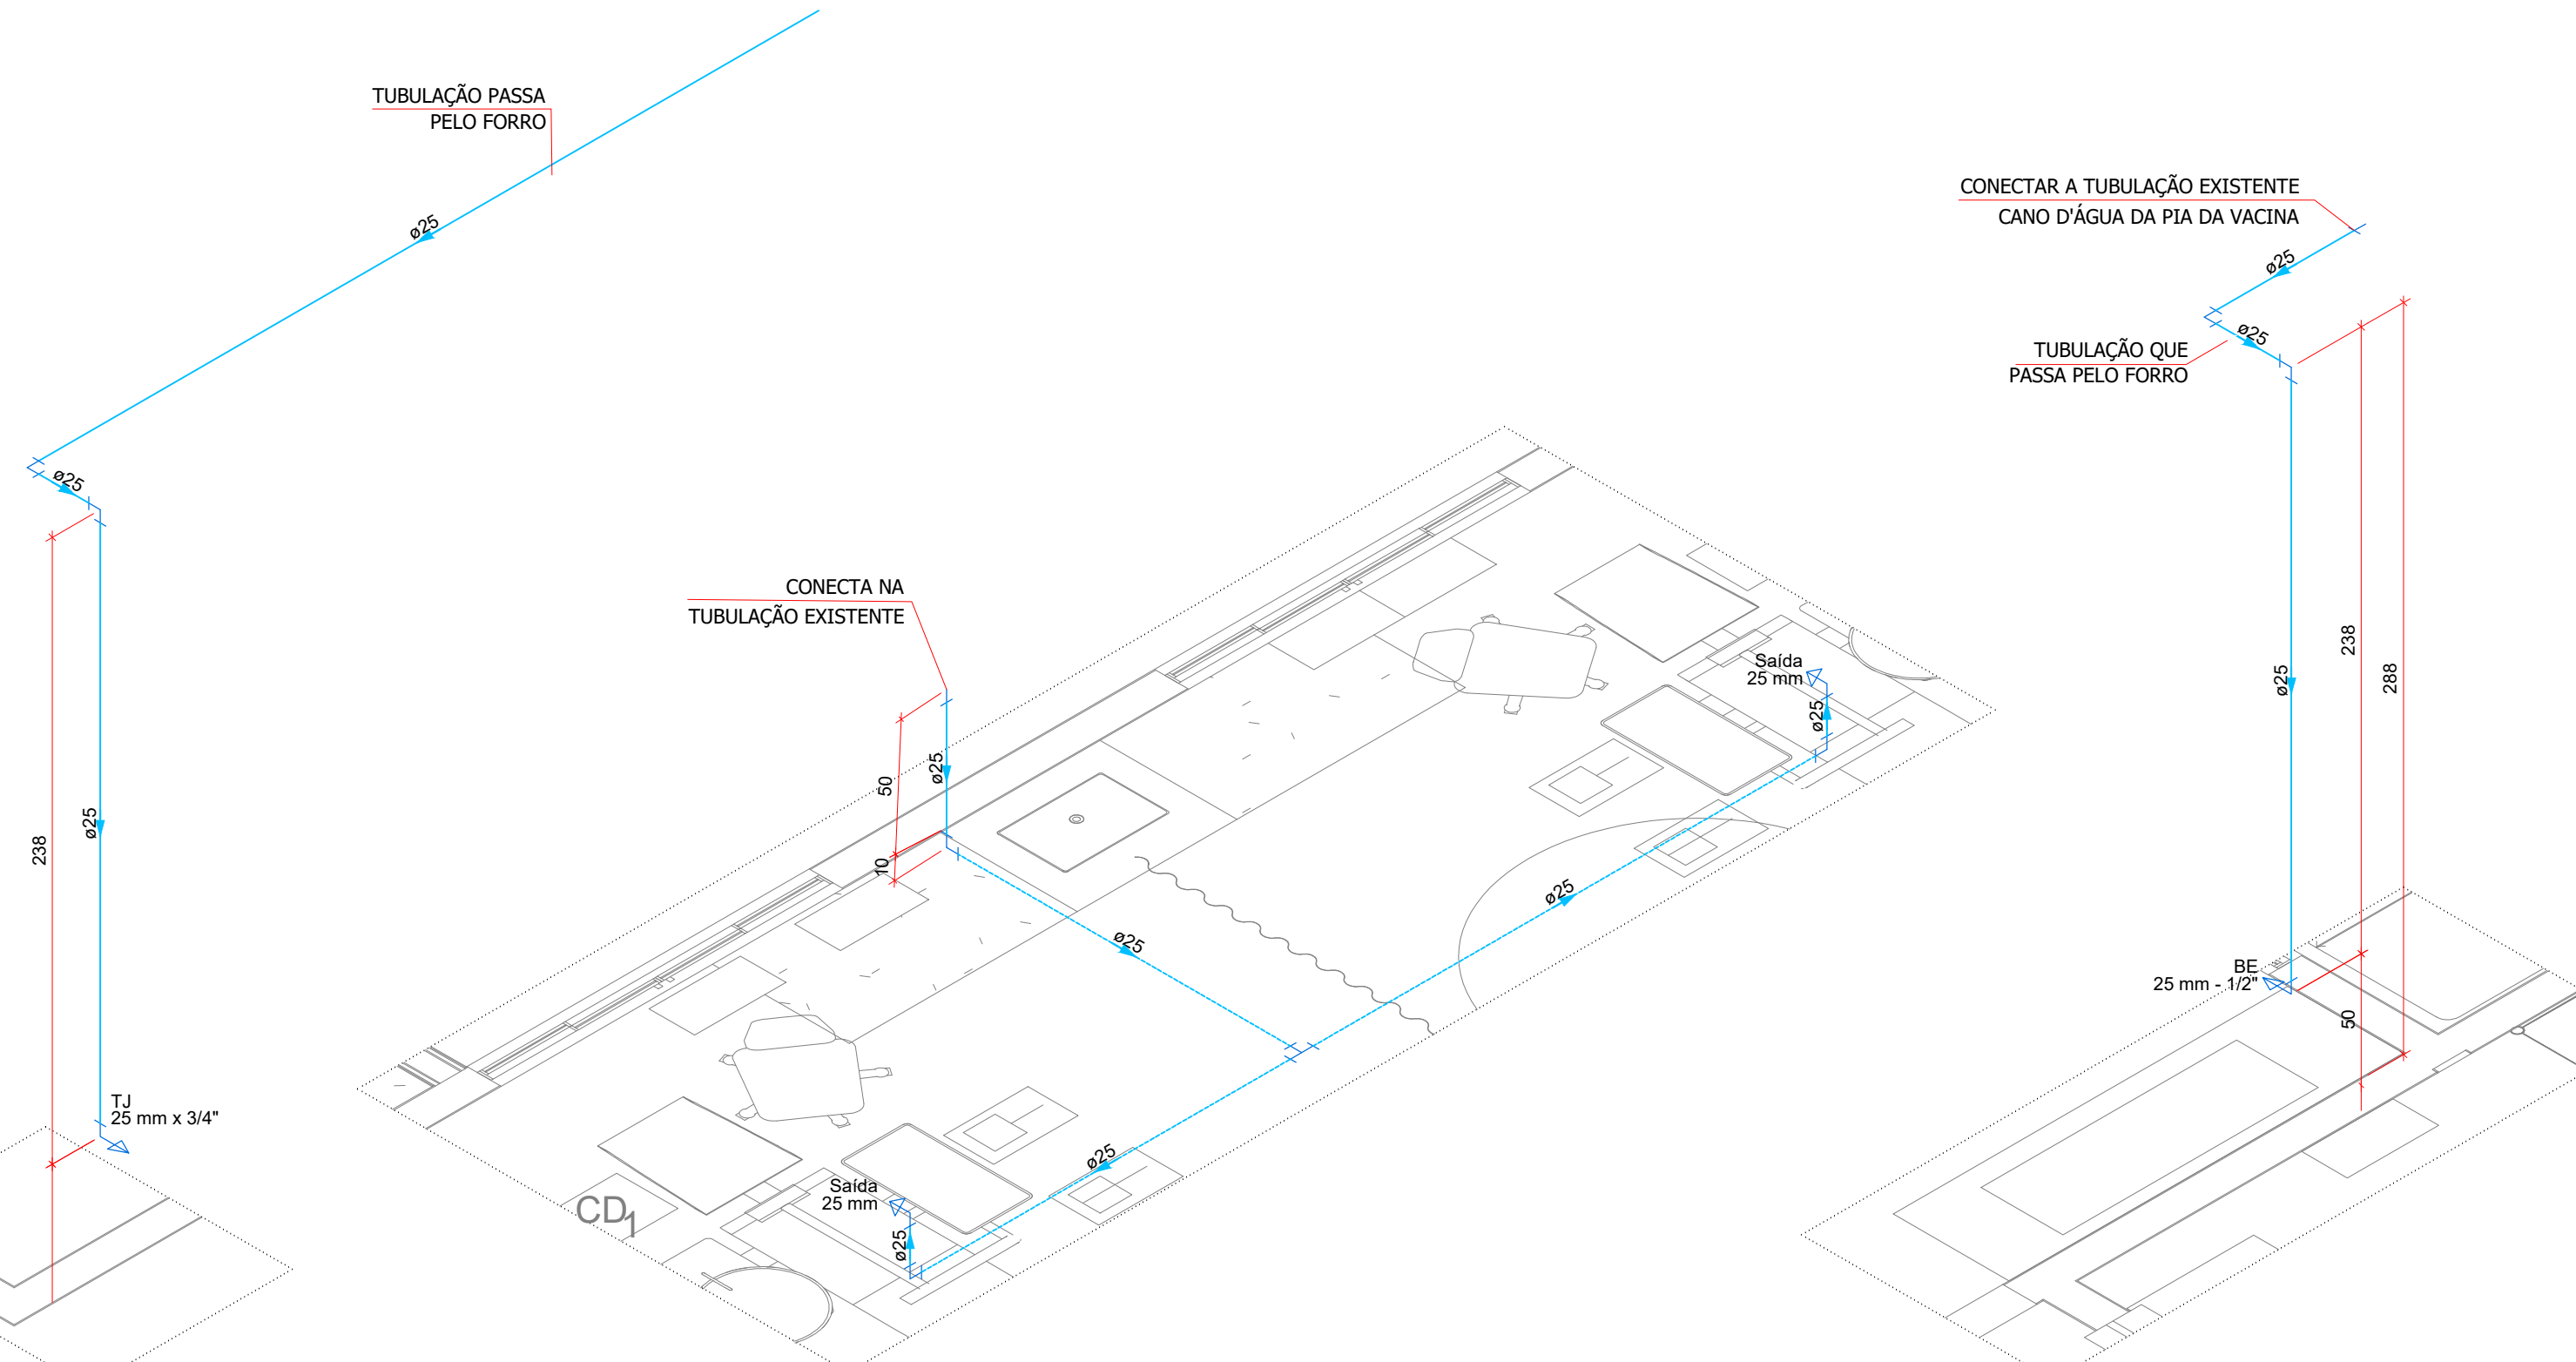 TUBULAÇÃO PASSA
PELO FORRO
ø25
ø25
238
ø25
TJ
25 mm x 3/4"
CONECTA NA
TUBULAÇÃO EXISTENTE
50
ø25
10
ø25
ø25
ø25
Saída
25 mm
ø25
Saída
25 mm
ø25
CD1
CONECTAR A TUBULAÇÃO EXISTENTE
CANO D'ÁGUA DA PIA DA VACINA
ø25
ø25
TUBULAÇÃO QUE
PASSA PELO FORRO
238
288
ø25
BE
25 mm - 1/2"
50